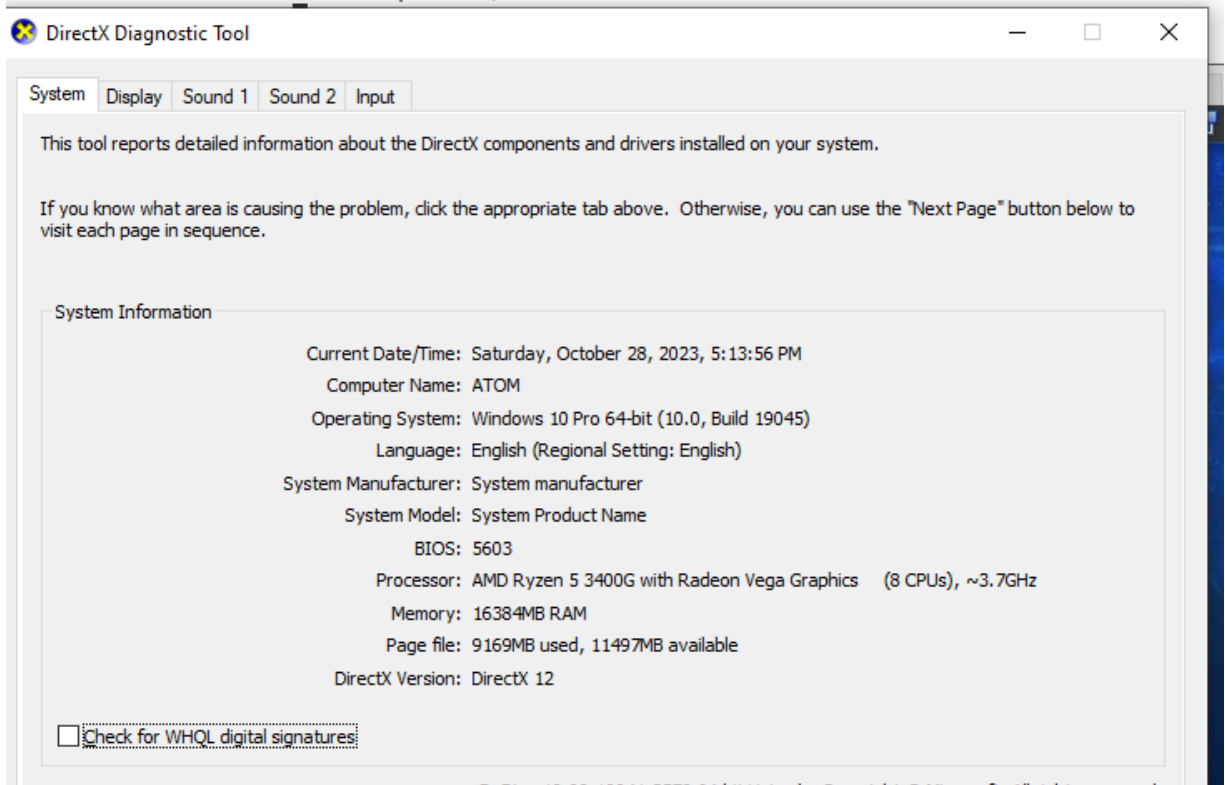 DirectX Diagnostic Tool
System Display Sound 1 Sound 2 Input
This tool reports detailed information about the DirectX components and drivers installed on your system.
If you know what area is causing the problem, click the appropriate tab above.  Otherwise, you can use the "Next Page" button below to
visit each page in sequence.
System Information
Current Date/Time: Saturday, October 28, 2023, 5:13:56 PM
Computer Name: ATOM
Operating System: Windows 10 Pro 64-bit (10.0, Build 19045)
Language: English (Regional Setting: English)
System Manufacturer: System manufacturer
System Model: System Product Name
BIOS: 5603
Processor: AMD Ryzen 5 3400G with Radeon Vega Graphics (8 CPUs), ~3.7GHz
Memory: 16384MB RAM
Page file: 9169MB used, 11497MB available
DirectX Version: DirectX 12
Check for WHQL digital signatures